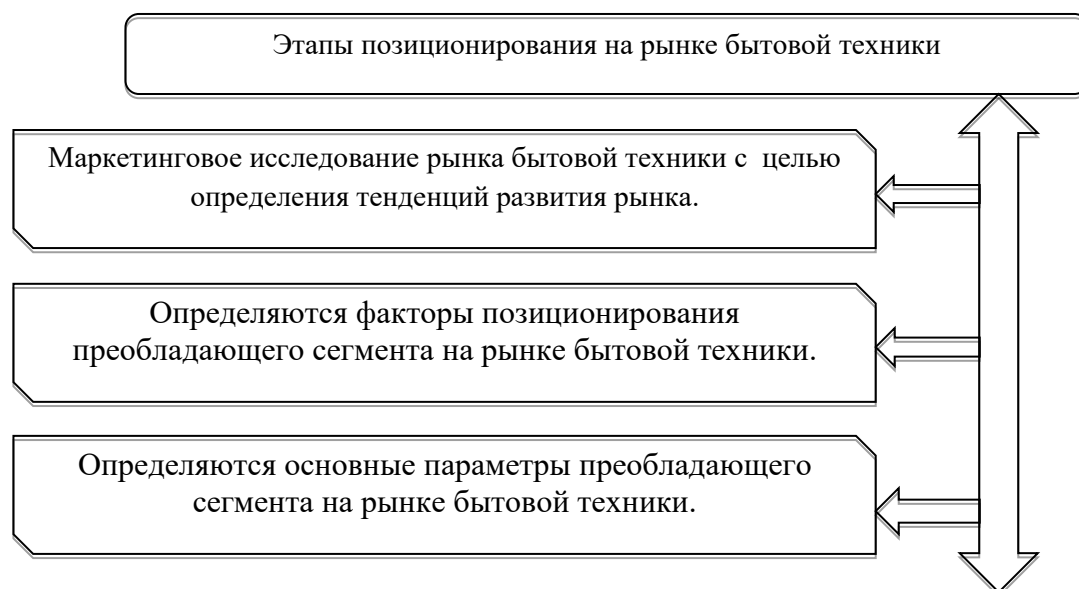 Этапы позиционирования на рынке бытовой техники
Маркетинговое исследование рынка бытовой техники с целью
определения тенденций развития рынка.
Определяются факторы позиционирования
преобладающего сегмента на рынке бытовой техники.
Определяются основные параметры преобладающего
сегмента на рынке бытовой техники.